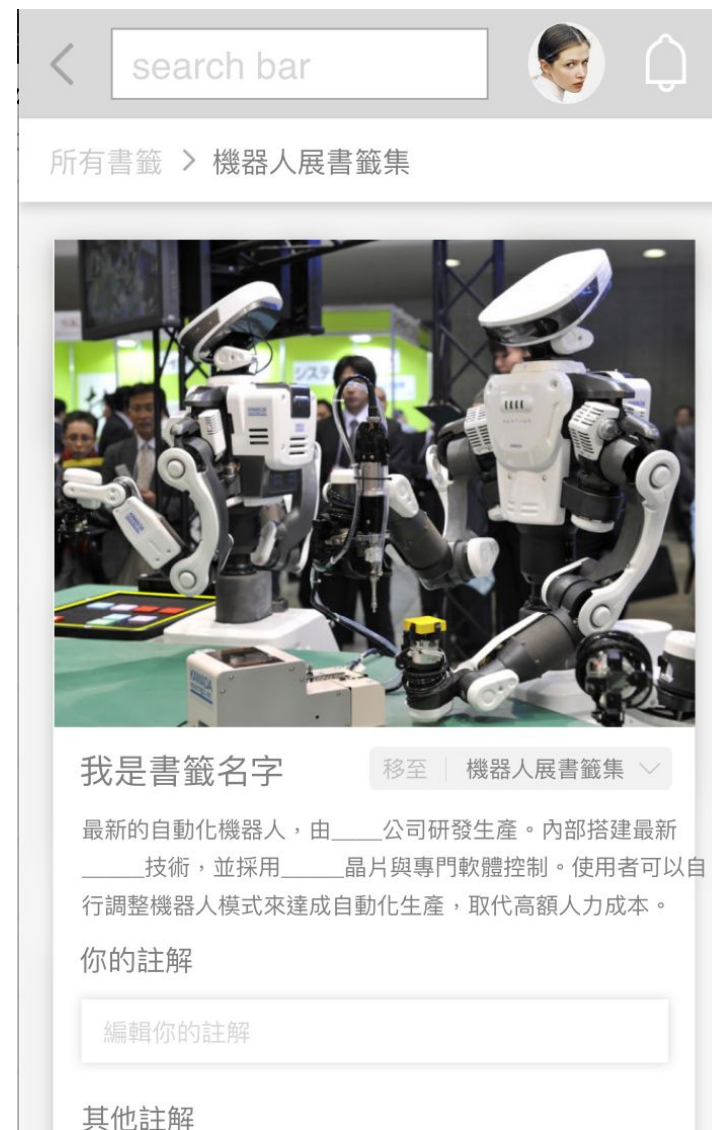 search bar
所有書籤 > 機器人展書籤集
システ
我是書籤名字
移至 機器人展書籤集
最新的自動化機器人，由____公司研發生產。內部搭建最新
_____技術，並採用_____晶片與專門軟體控制。使用者可以自
行調整機器人模式來達成自動化生產，取代高額人力成本。
你的註解
編輯你的註解
其他註解